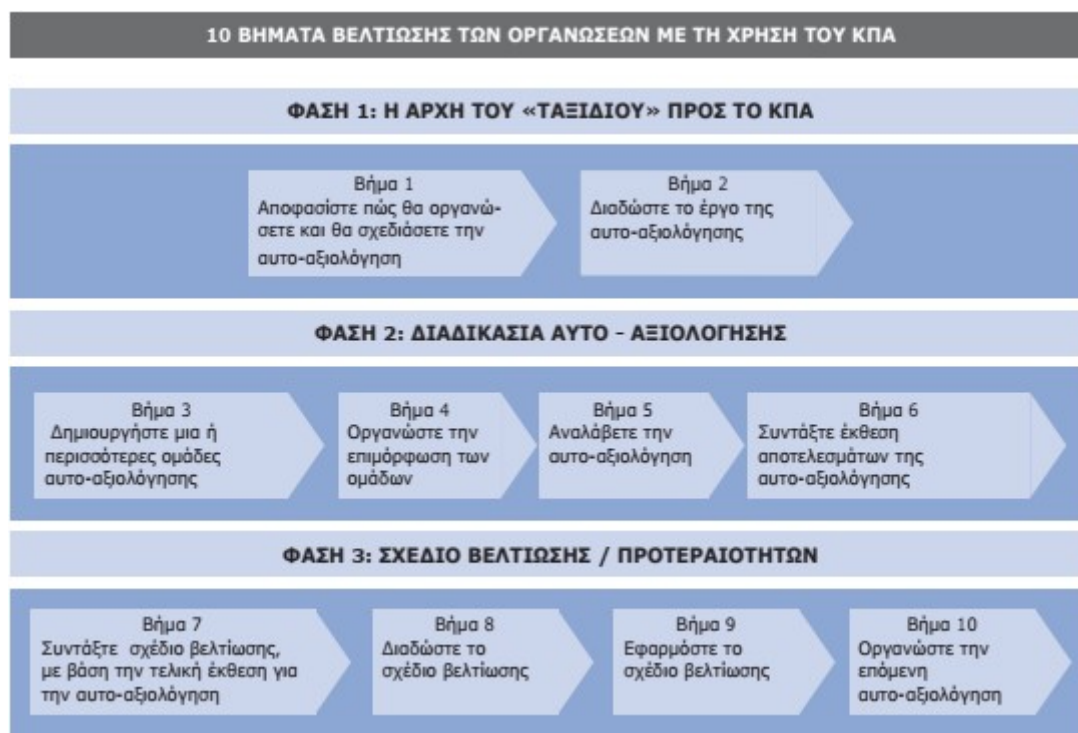 10 ΒΗΜΑΤΑ ΒΕΛΤΙΩΣΗΣ ΤΩΝ ΟΡΓΑΝΩΣΕΩΝ ΜΕ ΤΗ ΧΡΗΣΗ ΤΟΥ ΚΠΑ
ΦΑΣΗ 1: Η ΑΡΧΗ ΤΟΥ «ΤΑΞΙΔΙΟΥ» ΠΡΟΣ ΤΟ ΚΠΑ
Βήμα 1
Αποφασίστε πώς θα οργανώ-
σετε και θα σχεδιάσετε την
αυτο-αξιολόγηση
Βήμα 2
Διαδώστε το έργο της
αυτο-αξιολόγησης
ΦΑΣΗ 2: ΔΙΑΔΙΚΑΣΙΑ ΑΥΤΟ - ΑΞΙΟΛΟΓΗΣΗΣ
Βήμα 3
Δημιουργήστε μια ή
περισσότερες ομάδες
αυτο-αξιολόγησης
Βήμα 4
Οργανώστε την
επιμόρφωση των
ομάδων
Βήμα 5
Αναλάβετε την
αυτο-αξιολόγηση
Βήμα 6
Συντάξτε έκθεση
αποτελεσμάτων της
αυτο-αξιολόγησης
ΦΑΣΗ 3: ΣΧΕΔΙΟ ΒΕΛΤΙΩΣΗΣ / ΠΡΟΤΕΡΑΙΟΤΗΤΩΝ
Βήμα 7
Συντάξτε σχέδιο βελτίωσης,
με βάση την τελική έκθεση για
την αυτο-αξιολόγηση
Βήμα 8
Διαδώστε το
σχέδιο βελτίωσης
Βήμα 9
Εφαρμόστε το
σχέδιο βελτίωσης
Βήμα 10
Οργανώστε την
επόμενη
αυτο-αξιολόγηση